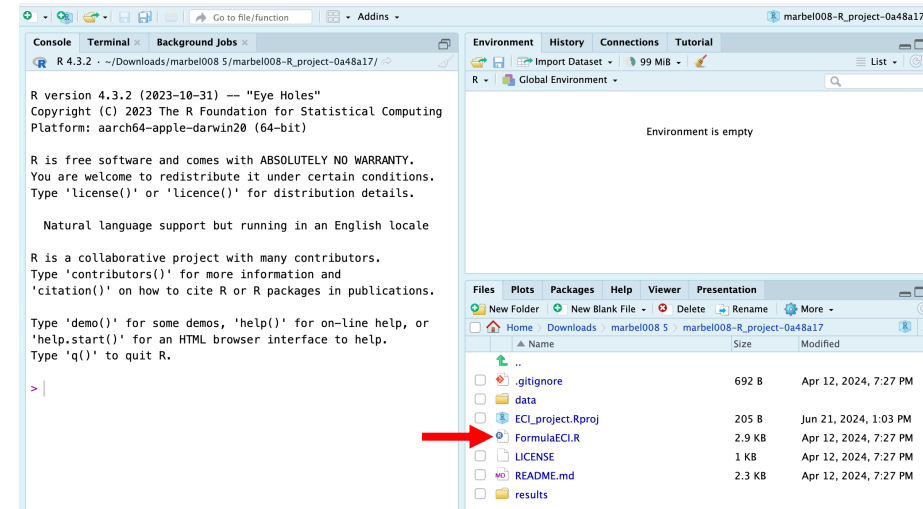 Go to file/function
Addins
marbel008-R_project-0a48a17
Console Terminal Background Jobs
R 4.3.2 · ~/Downloads/marbel008 5/marbel008-R_project-0a48a17/
R version 4.3.2 (2023-10-31) -- "Eye Holes"
Copyright (C) 2023 The R Foundation for Statistical Computing
Platform: aarch64-apple-darwin20 (64-bit)
R is free software and comes with ABSOLUTELY NO WARRANTY.
You are welcome to redistribute it under certain conditions.
Type 'license()' or 'licence()' for distribution details.
Natural language support but running in an English locale
R is a collaborative project with many contributors.
Type 'contributors()' for more information and
'citation()' on how to cite R or R packages in publications.
Type 'demo()' for some demos, 'help()' for on-line help, or
'help.start()' for an HTML browser interface to help.
Type 'q()' to quit R.
>
Environment History Connections Tutorial
Import Dataset 99 MiB List
R Global Environment
Environment is empty
Files Plots Packages Help Viewer Presentation
New Folder New Blank File Delete Rename More
Home Downloads marbel008 5 marbel008-R_project-0a48a17
Name Size Modified
..
.gitignore 692 B Apr 12, 2024, 7:27 PM
data
ECI_project.Rproj 205 B Jun 21, 2024, 1:03 PM
FormulaECI.R 2.9 KB Apr 12, 2024, 7:27 PM
LICENSE 1 KB Apr 12, 2024, 7:27 PM
README.md 2.3 KB Apr 12, 2024, 7:27 PM
results